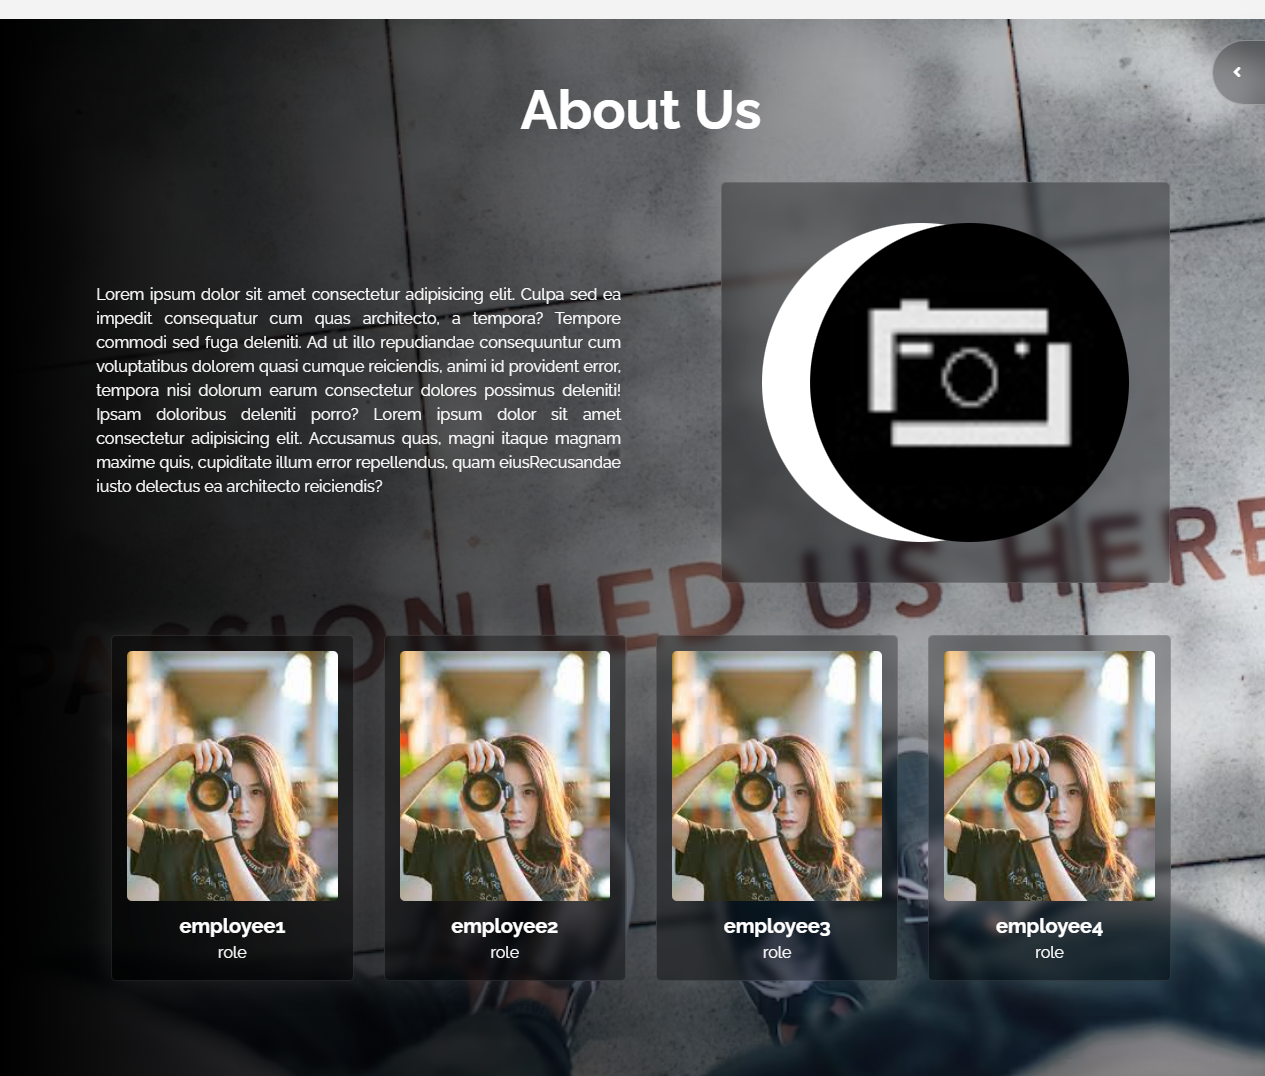 About Us
Lorem ipsum dolor sit amet consectetur adipisicing elit. Culpa sed ea
impedit consequatur cum quas architecto, a tempora? Tempore
commodi sed fuga deleniti. Ad ut illo repudiandae consequuntur cum
voluptatibus dolorem quasi cumque reiciendis, animi id provident error,
tempora nisi dolorum earum consectetur dolores possimus deleniti!
Ipsam doloribus deleniti porro? Lorem ipsum dolor sit amet
consectetur adipisicing elit. Accusamus quas, magni itaque magnam
maxime quis, cupiditate illum error repellendus, quam eiusRecusandae
iusto delectus ea architecto reiciendis?
PASSION LED US HERE
employee1
role
employee2
role
employee3
role
employee4
role